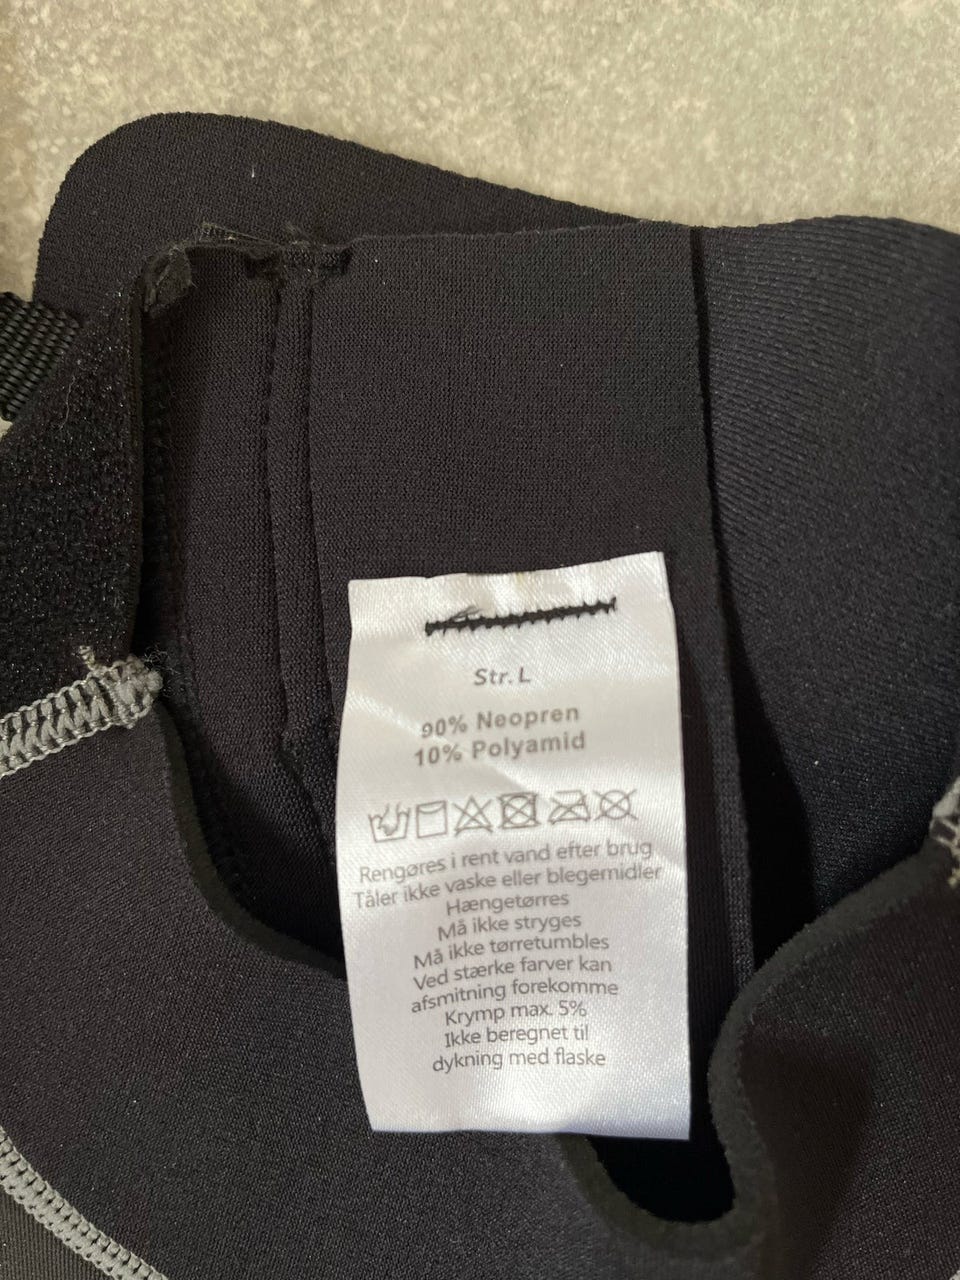 Str. L
90% Neopren
10% Polyamid
Rengøres i rent vand efter brug
Tåler ikke vaske eller blegemidler
Hængetørres
Må ikke stryges
Må ikke tørretumbles
Ved stærke farver kan
afsmitning forekomme
Krymp max. 5%
Ikke beregnet til
dykning med flaske